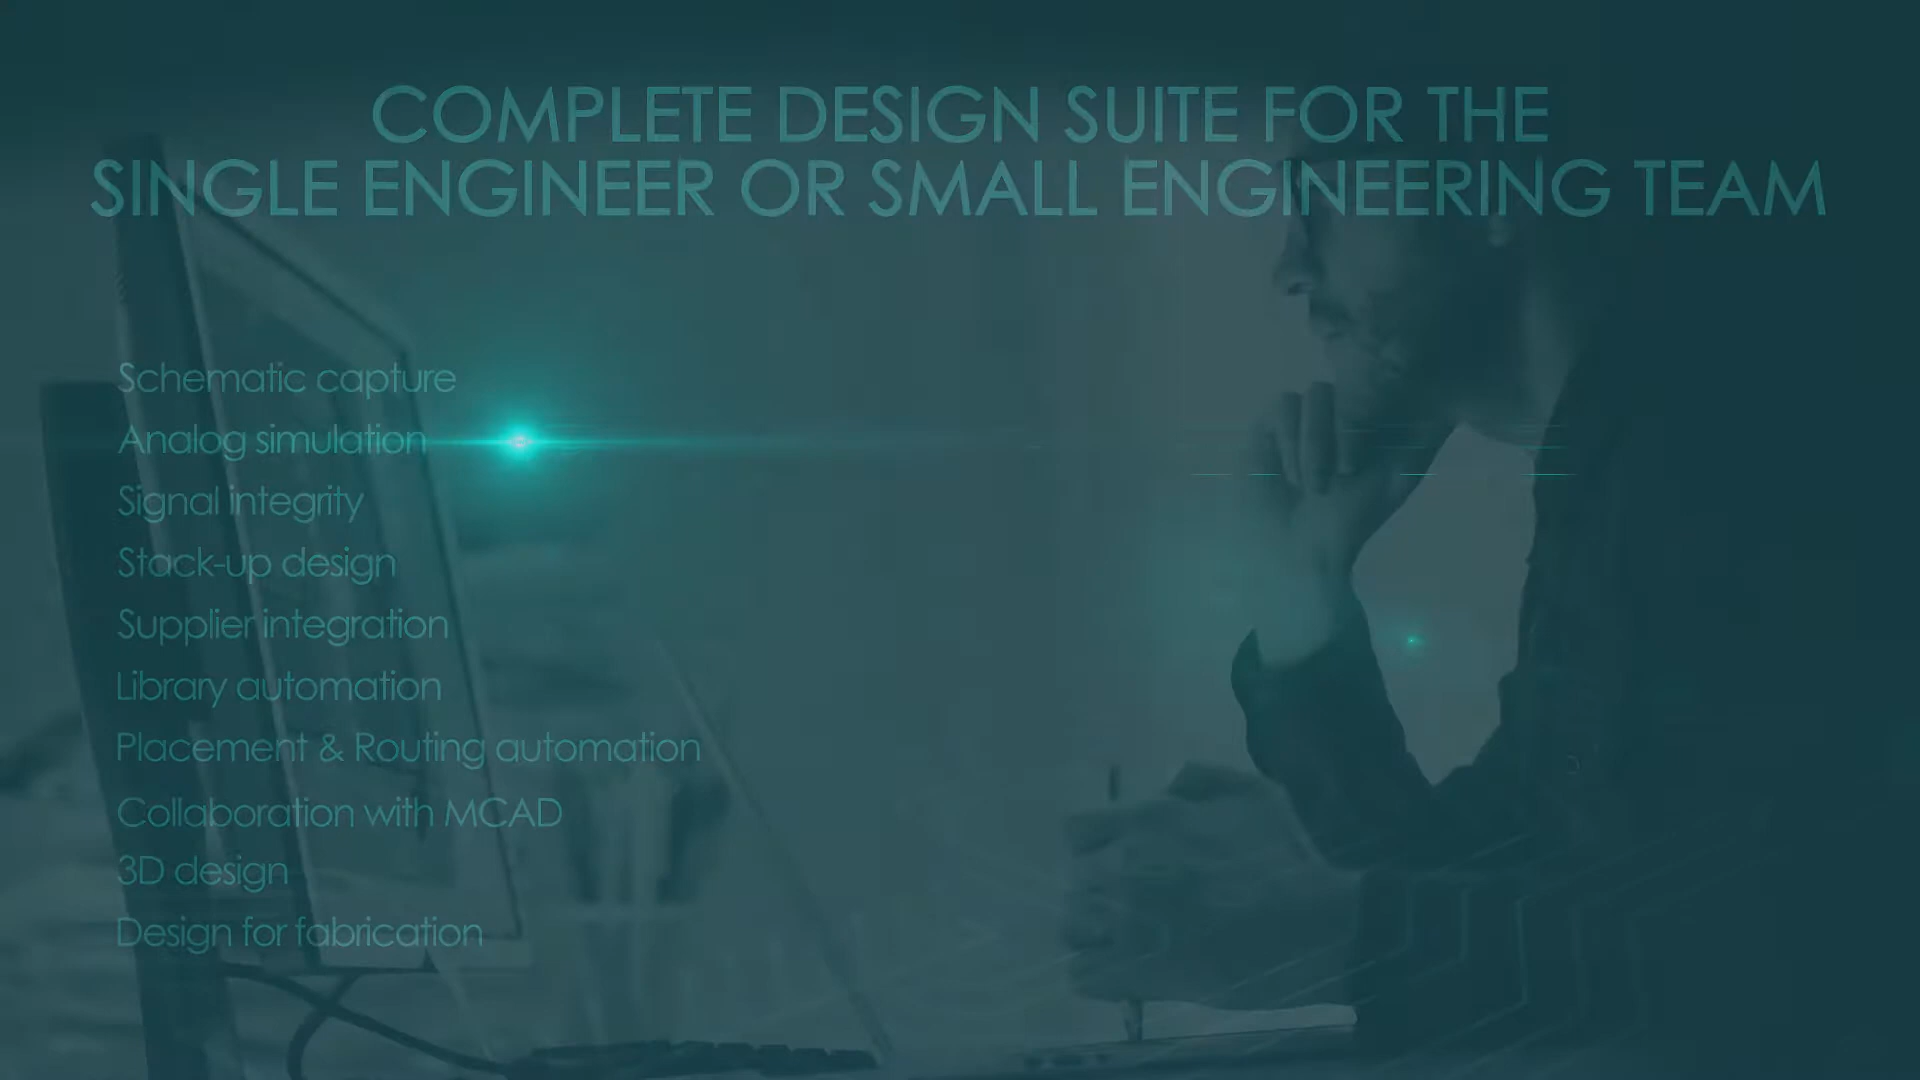 COMPLETE DESIGN SUITE FOR THE
SINGLE ENGINEER OR SMALL ENGINEERING TEAM
Schematic capture
Analog simulation
Signal integrity
Stack-up design
Supplier integration
Library automation
Placement & Routing automation
Collaboration with MCAD
3D design
Design for fabrication